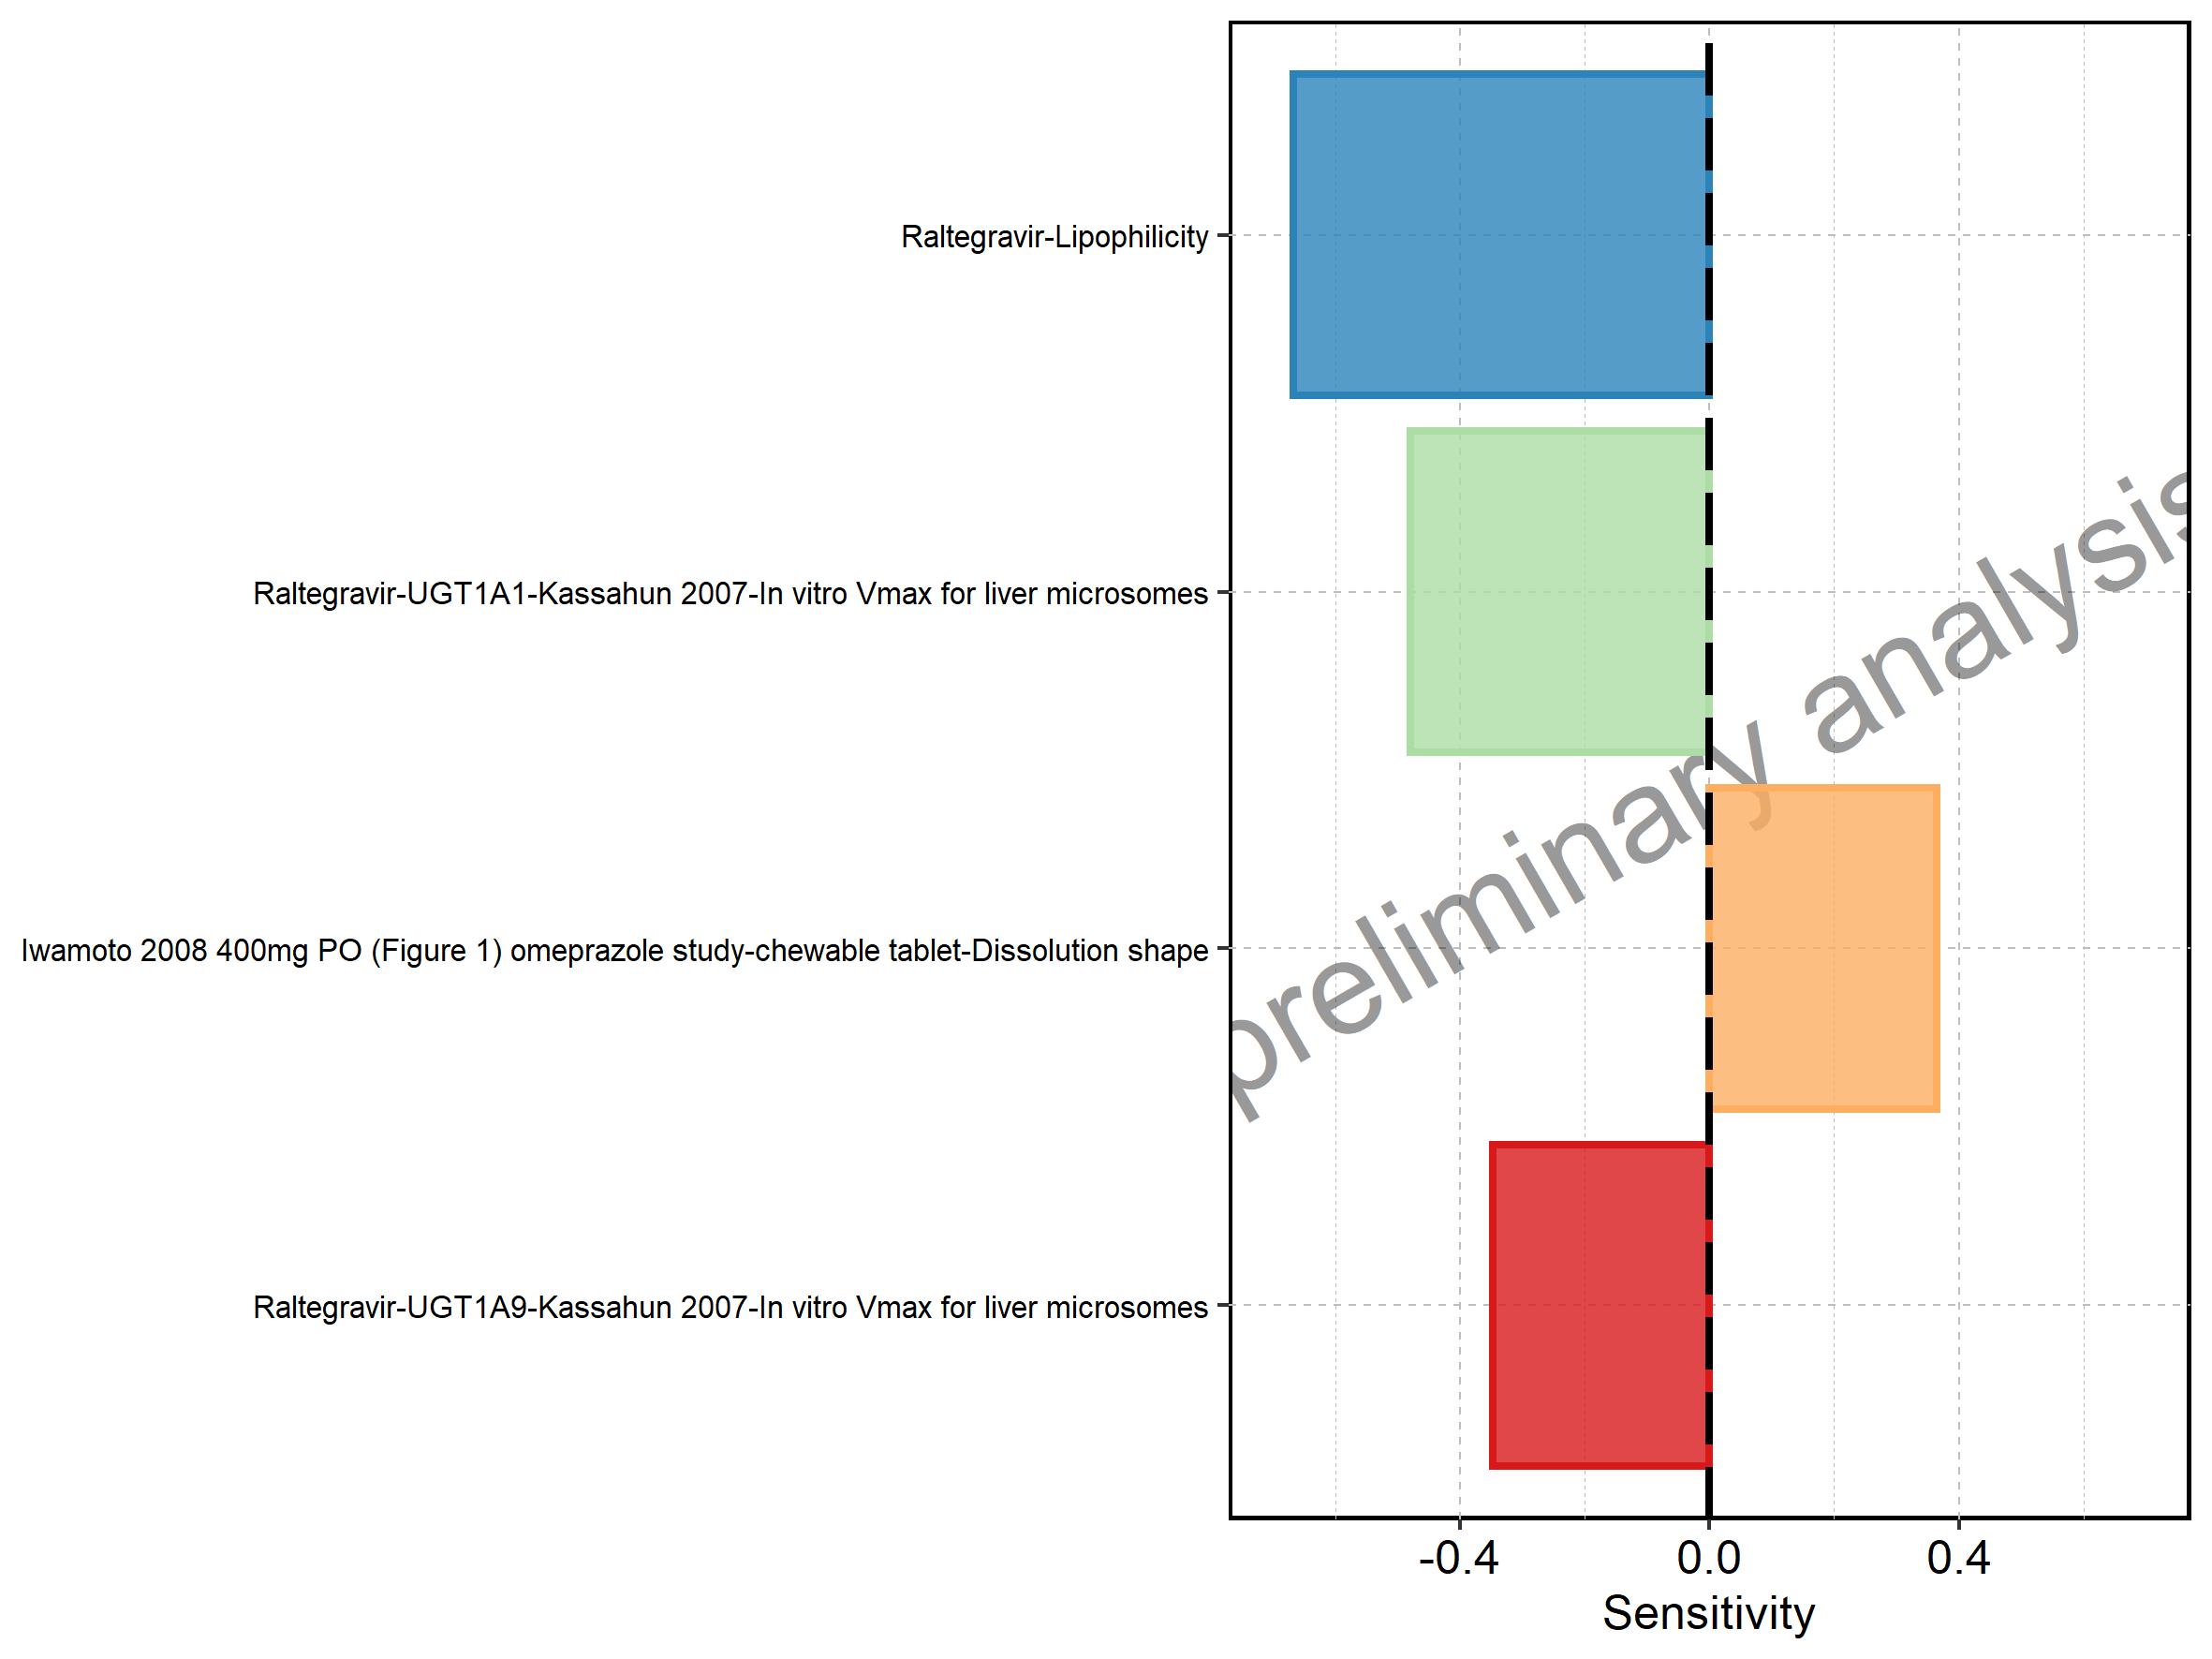 Raltegravir-Lipophilicity
Raltegravir-UGT1A1-Kassahun 2007-In vitro Vmax for liver microsomes
Iwamoto 2008 400mg PO (Figure 1) omeprazole study-chewable tablet-Dissolution shape
Raltegravir-UGT1A9-Kassahun 2007-In vitro Vmax for liver microsomes
preliminary analysis
-0.4 0.0 0.4
Sensitivity